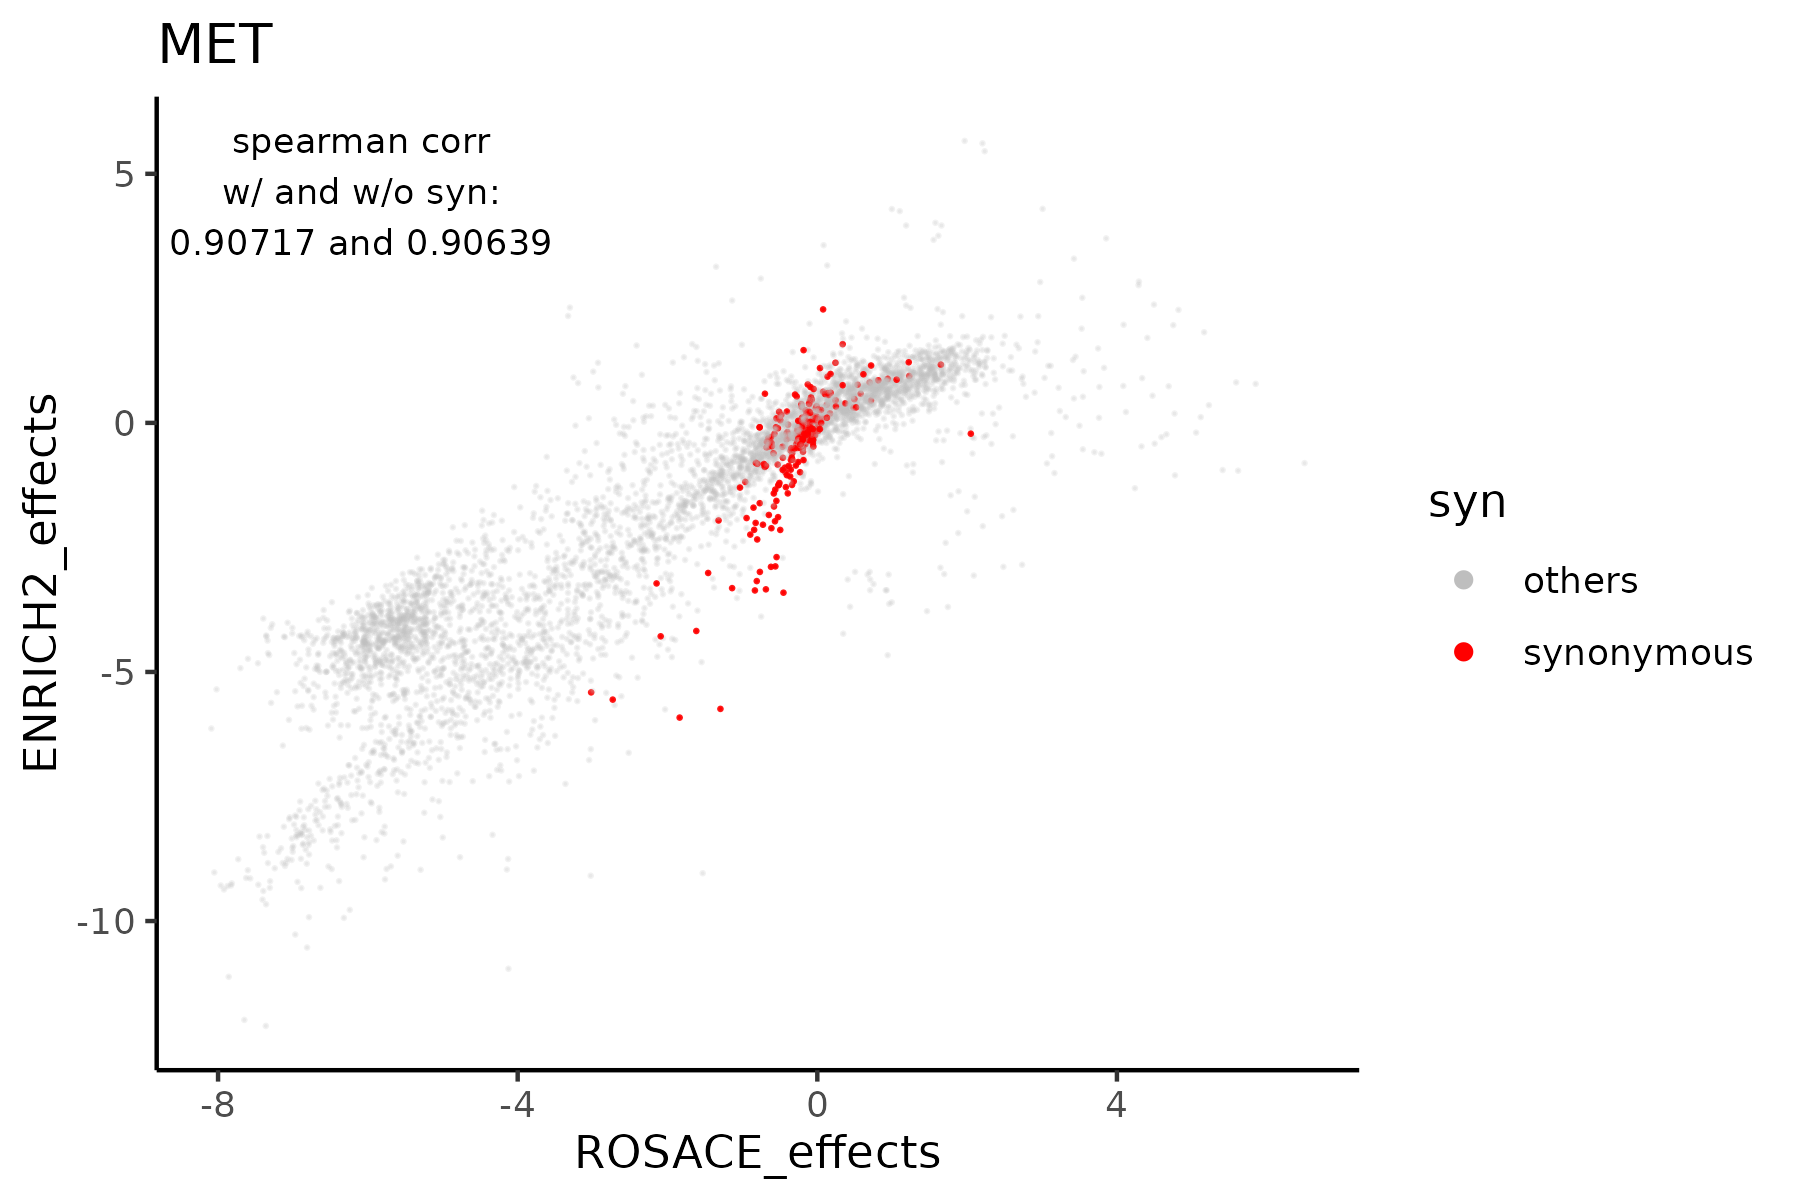 MET
spearman corr
w/ and w/o syn:
0.90717 and 0.90639
5
0
-5
-10
ENRICH2_effects
-8
-4
0
4
ROSACE_effects
syn
others
synonymous